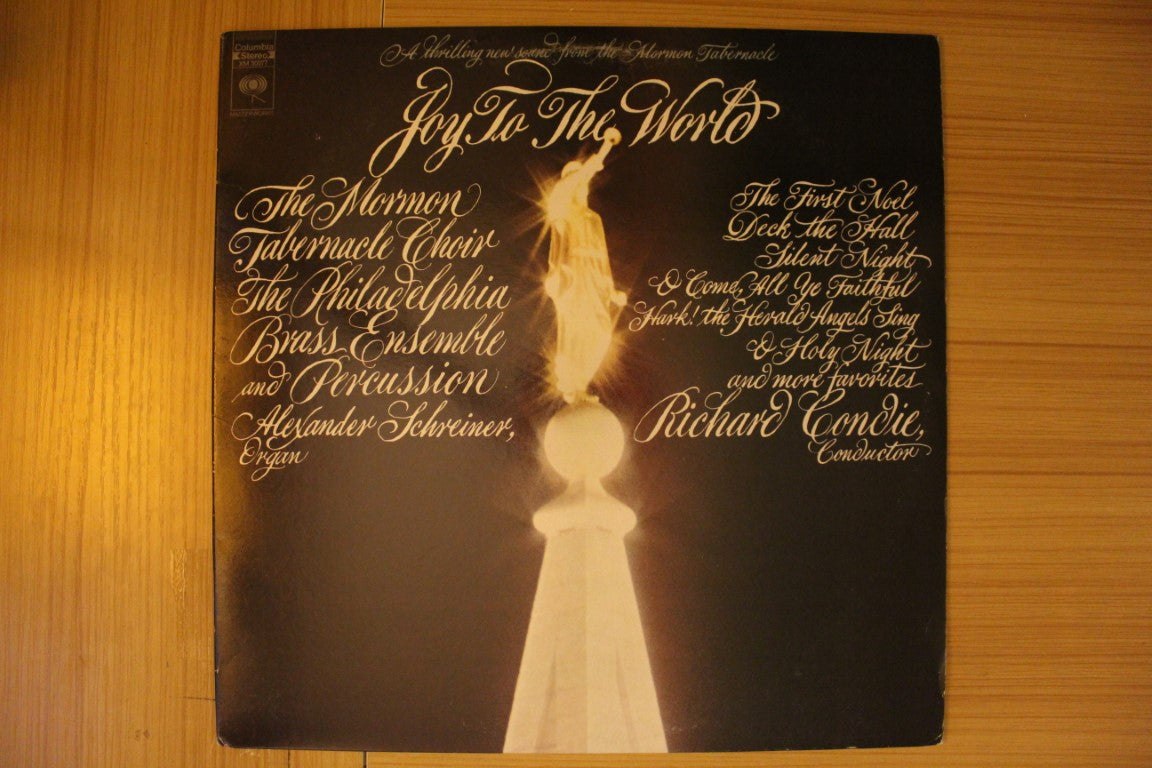 Columbia
Stereo
MASTERWORKS
A thrilling new sound from the Mormon Tabernacle
Joy To The World
The Mormon
Tabernacle Choir
The Philadelphia
Brass Ensemble
and Percussion
Alexander Schreiner,
Organ
The First Noel
Deck the Hall
Silent Night
O Come, All Ye Faithful
Hark! the Herald Angels Sing
O Holy Night
and more favorites
Richard Condie,
Conductor